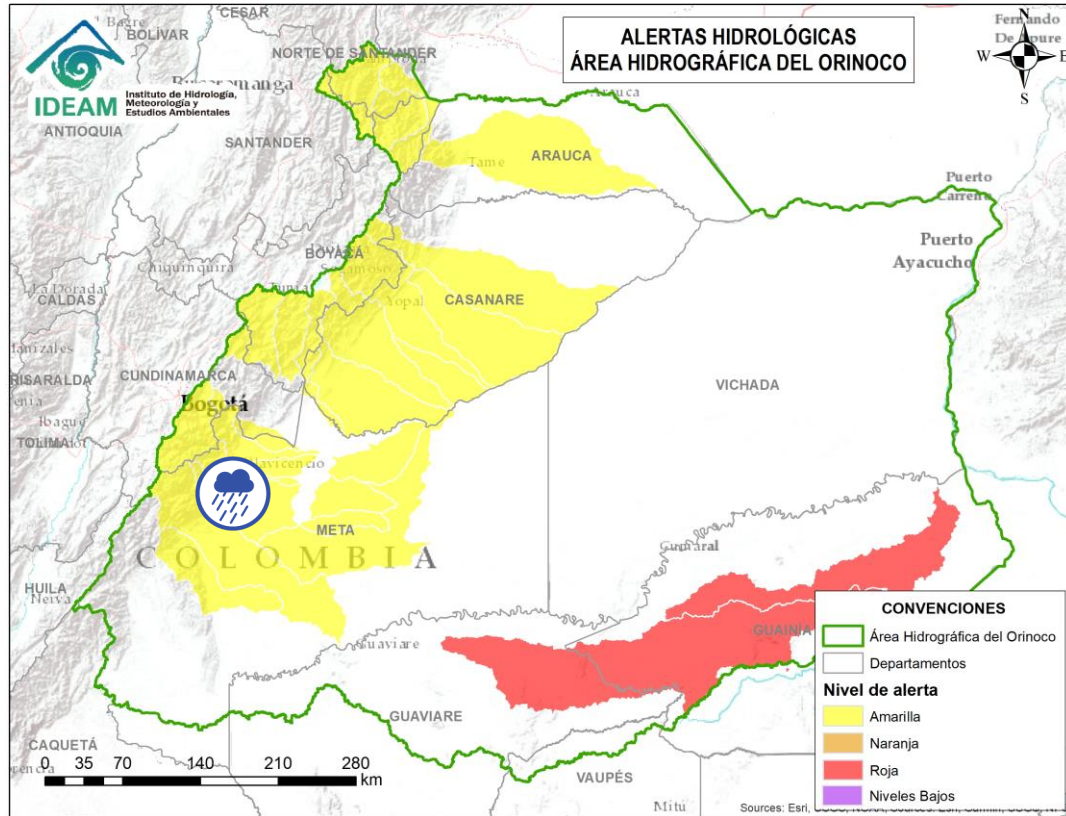 ALERTAS HIDROLÓGICAS
ÁREA HIDROGRÁFICA DEL ORINOCO
IDEAM
Instituto de Hidrología,
Meteorología y
Estudios Ambientales
N
W
E
S
CESAR
BOLÍVAR
NORTE DE SANTANDER
ANTIOQUIA
SANTANDER
Arauca
Tame
ARAUCA
Puerto
Carreño
Puerto
Ayacucho
BOYACÁ
Chiquinquirá
Tunja
Yopal
CASANARE
La Dorada
CALDAS
VICHADA
RISARALDA
CUNDINAMARCA
Bogotá
Ibagué
TOLIMA
META
COLOMBIA
Cumaral
HUILA
Neiva
GUAINÍA
GUAVIARE
CAQUETÁ
VAUPÉS
Mitú
CONVENCIONES
Área Hidrográfica del Orinoco
Departamentos
Nivel de alerta
Amarilla
Naranja
Roja
Niveles Bajos
0 35 70 140 210 280
km
Sources: Esri,